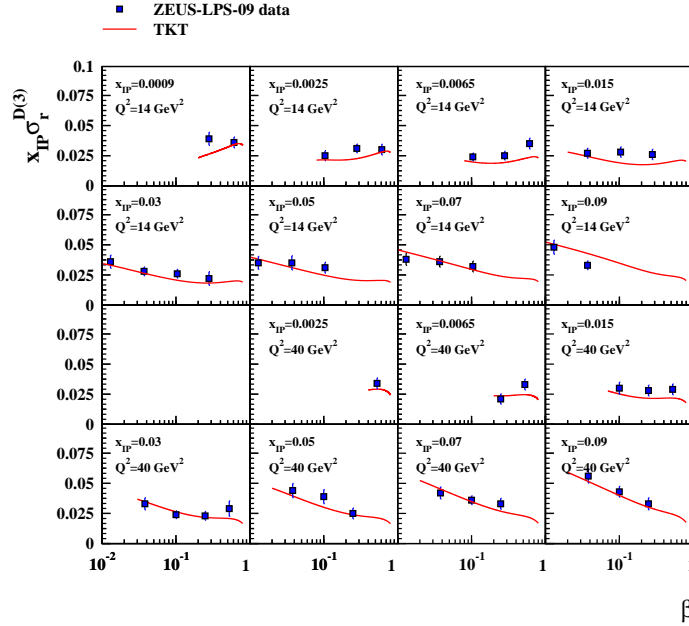 ZEUS-LPS-09 data
TKT
x_IP σ_r^D(3)
0.1
0.075
0.05
0.025
0
x_IP=0.0009
Q²=14 GeV²
x_IP=0.0025
Q²=14 GeV²
x_IP=0.0065
Q²=14 GeV²
x_IP=0.015
Q²=14 GeV²
0.075
0.05
0.025
0
x_IP=0.03
Q²=14 GeV²
x_IP=0.05
Q²=14 GeV²
x_IP=0.07
Q²=14 GeV²
x_IP=0.09
Q²=14 GeV²
0.075
0.05
0.025
0
x_IP=0.0025
Q²=40 GeV²
x_IP=0.0065
Q²=40 GeV²
x_IP=0.015
Q²=40 GeV²
0.075
0.05
0.025
0
x_IP=0.03
Q²=40 GeV²
x_IP=0.05
Q²=40 GeV²
x_IP=0.07
Q²=40 GeV²
x_IP=0.09
Q²=40 GeV²
10⁻² 10⁻¹ 1 10⁻¹ 1 10⁻¹ 1 10⁻¹ 1
β